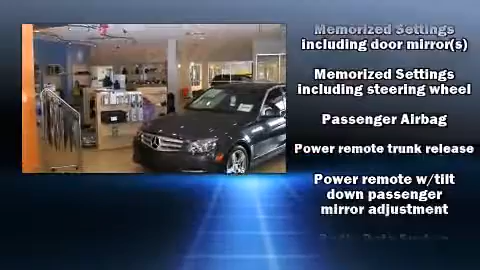 Memorized Settings
including door mirror(s)
Memorized Settings
including steering wheel
Passenger Airbag
Power remote trunk release
Power remote w/tilt
down passenger
mirror adjustment